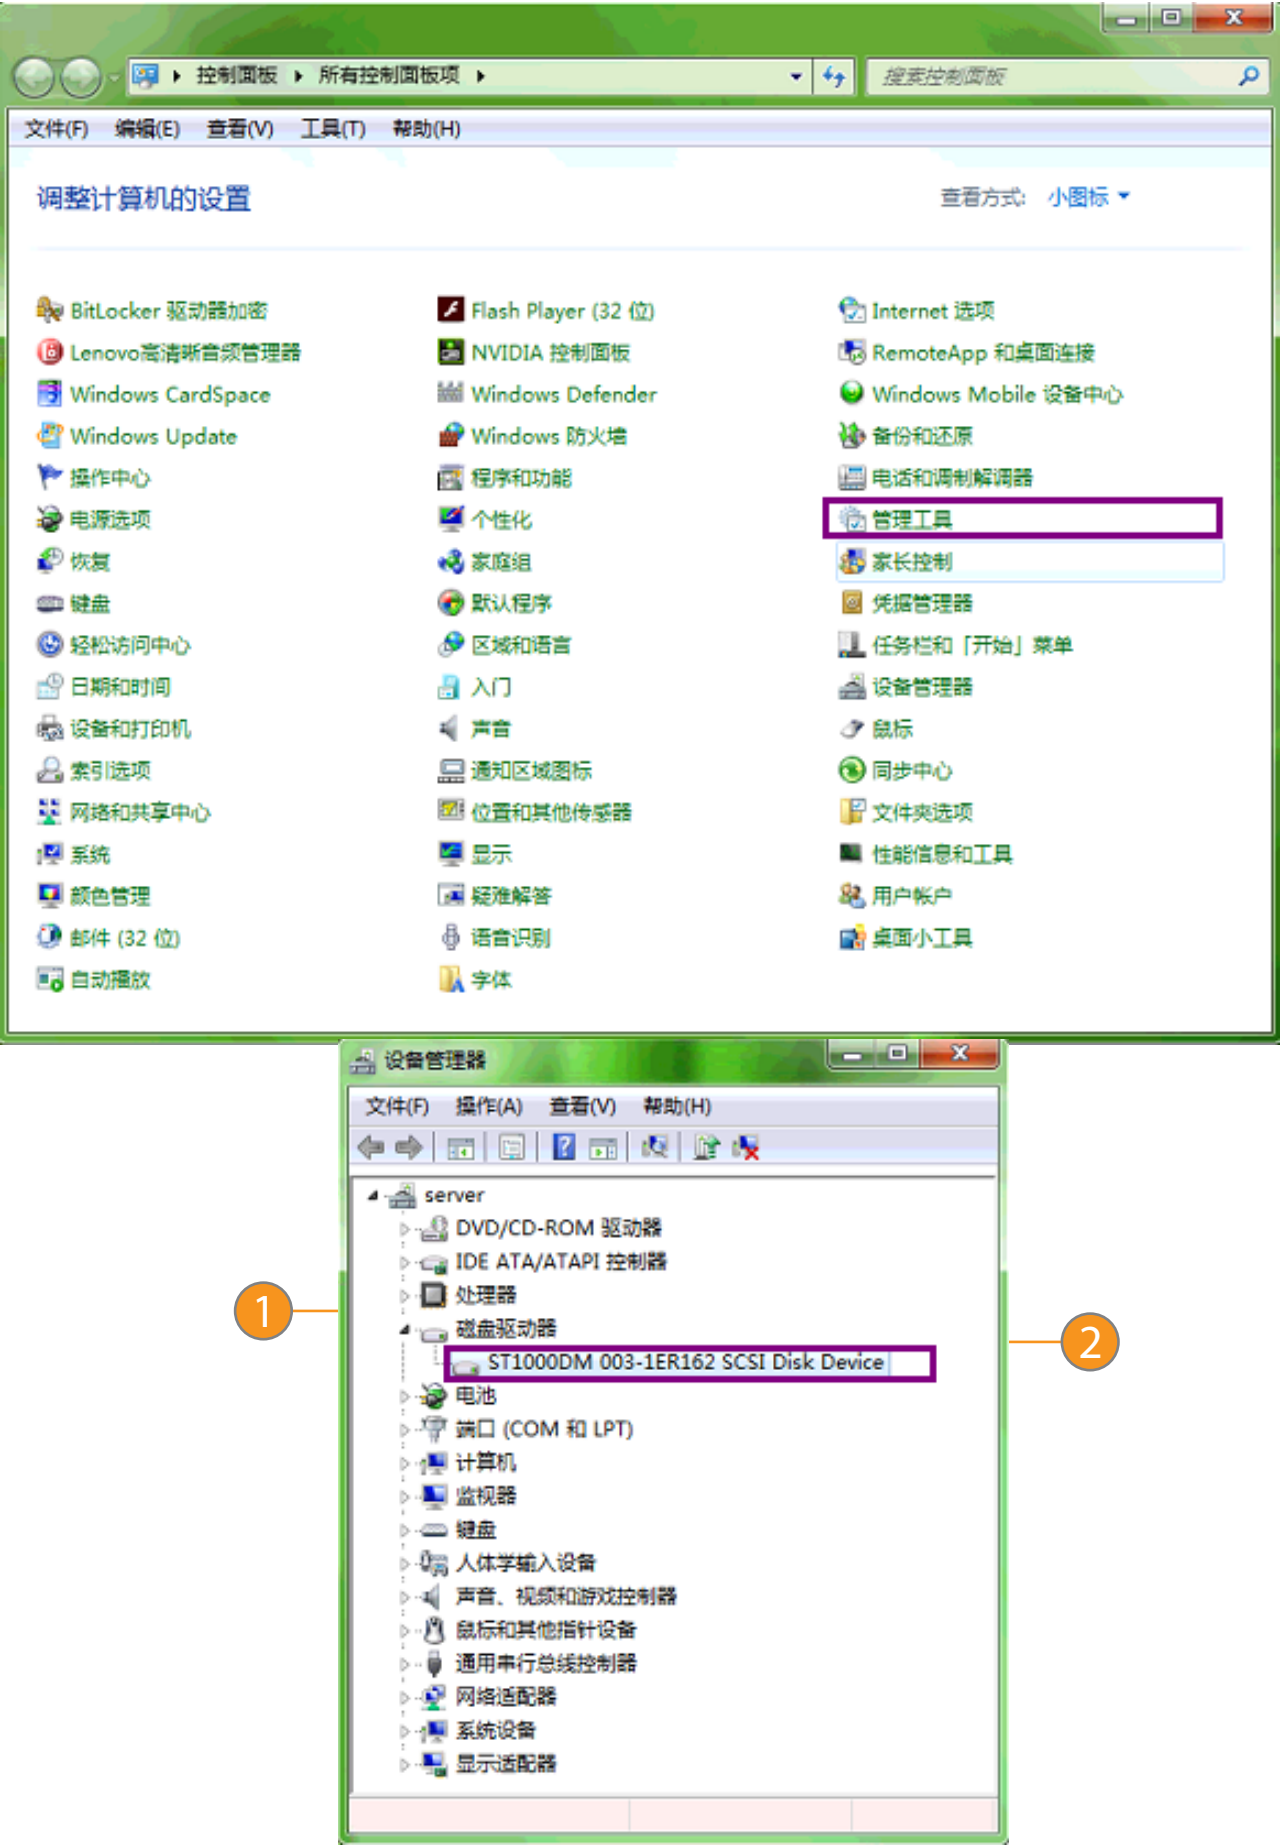 控制面板 所有控制面板项
搜索控制面板
文件(F) 编辑(E) 查看(V) 工具(T) 帮助(H)
调整计算机的设置
查看方式: 小图标
BitLocker 驱动器加密 Flash Player (32 位) Internet 选项
Lenovo高清晰音频管理器 NVIDIA 控制面板 RemoteApp 和桌面连接
Windows CardSpace Windows Defender Windows Mobile 设备中心
Windows Update Windows 防火墙 备份和还原
操作中心 程序和功能 电话和调制解调器
电源选项 个性化 管理工具
恢复 家庭组 家长控制
键盘 默认程序 凭据管理器
轻松访问中心 区域和语言 任务栏和「开始」菜单
日期和时间 入门 设备管理器
设备和打印机 声音 鼠标
索引选项 通知区域图标 同步中心
网络和共享中心 位置和其他传感器 文件夹选项
系统 显示 性能信息和工具
颜色管理 疑难解答 用户帐户
邮件 (32 位) 语音识别 桌面小工具
自动播放 字体
设备管理器
文件(F) 操作(A) 查看(V) 帮助(H)
server
DVD/CD-ROM 驱动器
IDE ATA/ATAPI 控制器
处理器
磁盘驱动器
ST1000DM 003-1ER162 SCSI Disk Device
电池
端口 (COM 和 LPT)
计算机
监视器
键盘
人体学输入设备
声音、视频和游戏控制器
鼠标和其他指针设备
通用串行总线控制器
网络适配器
系统设备
显示适配器
1
2